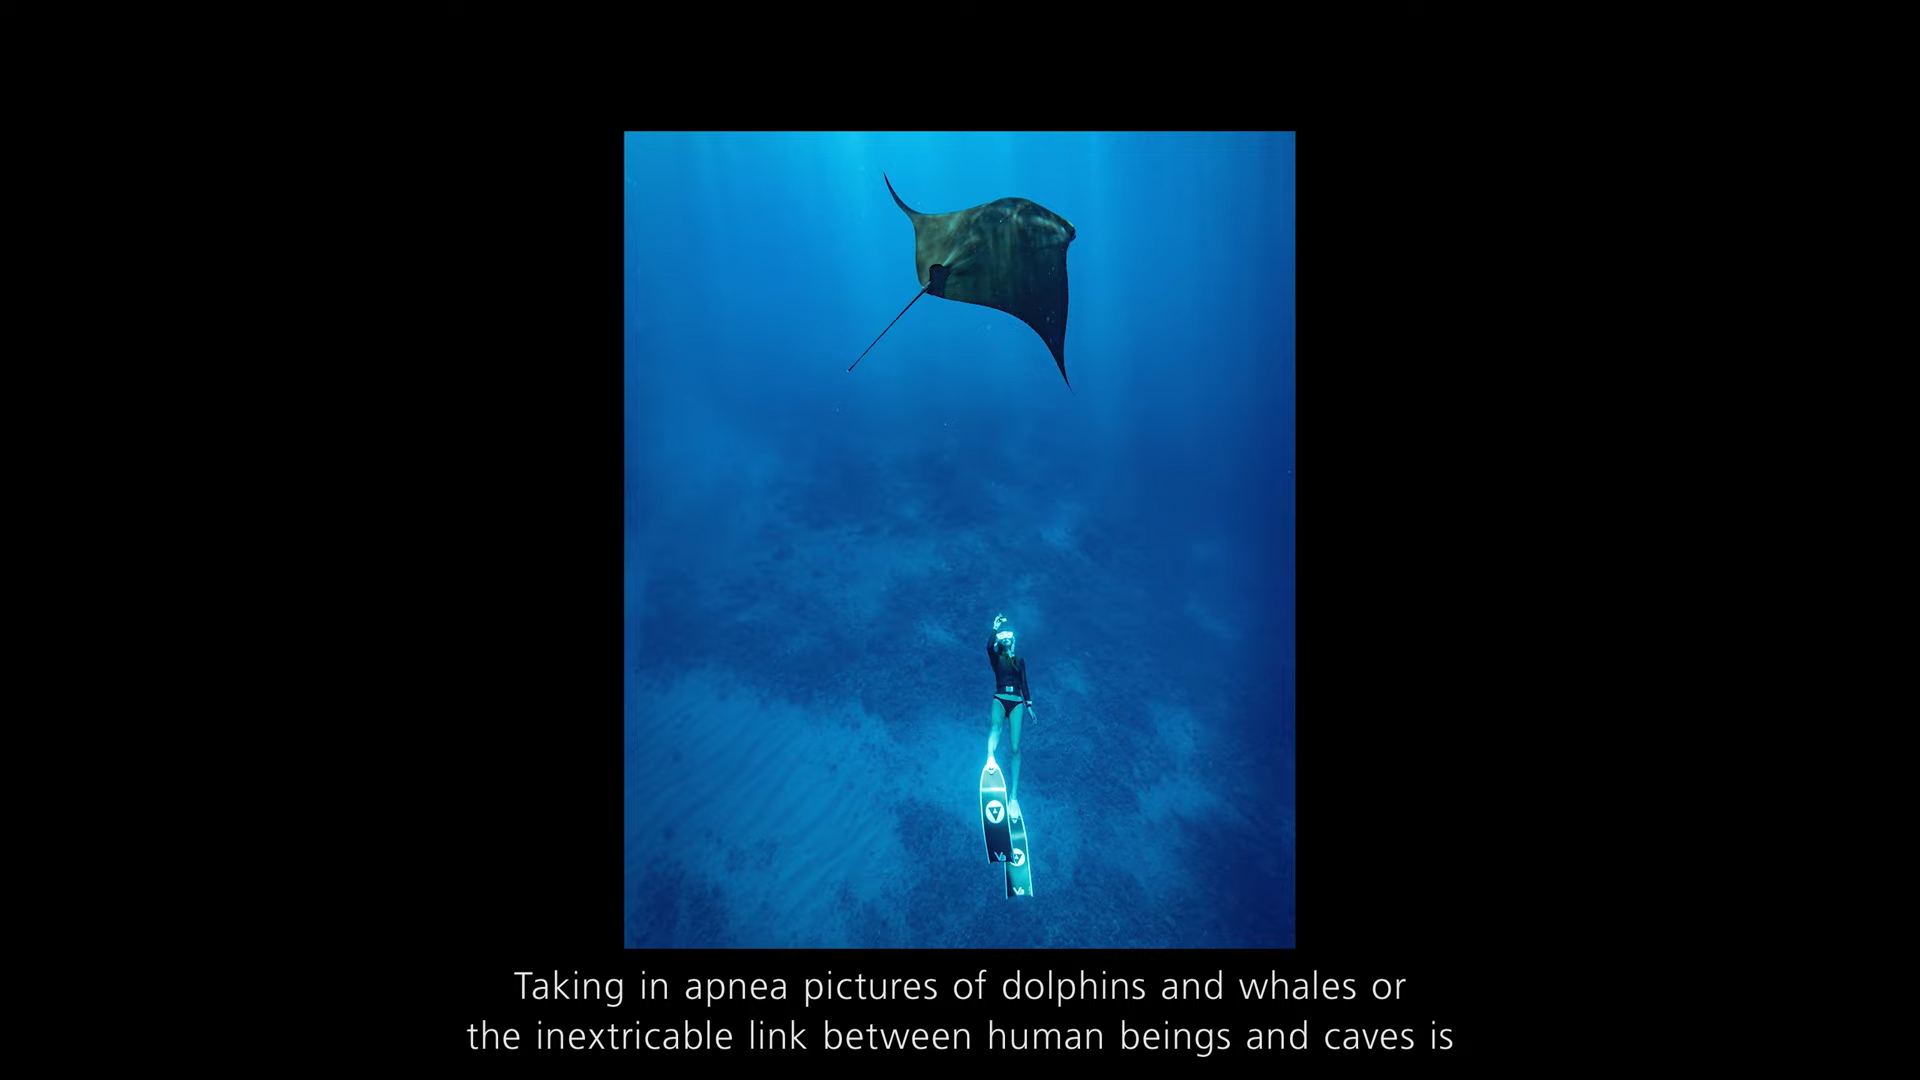 Taking in apnea pictures of dolphins and whales or
the inextricable link between human beings and caves is